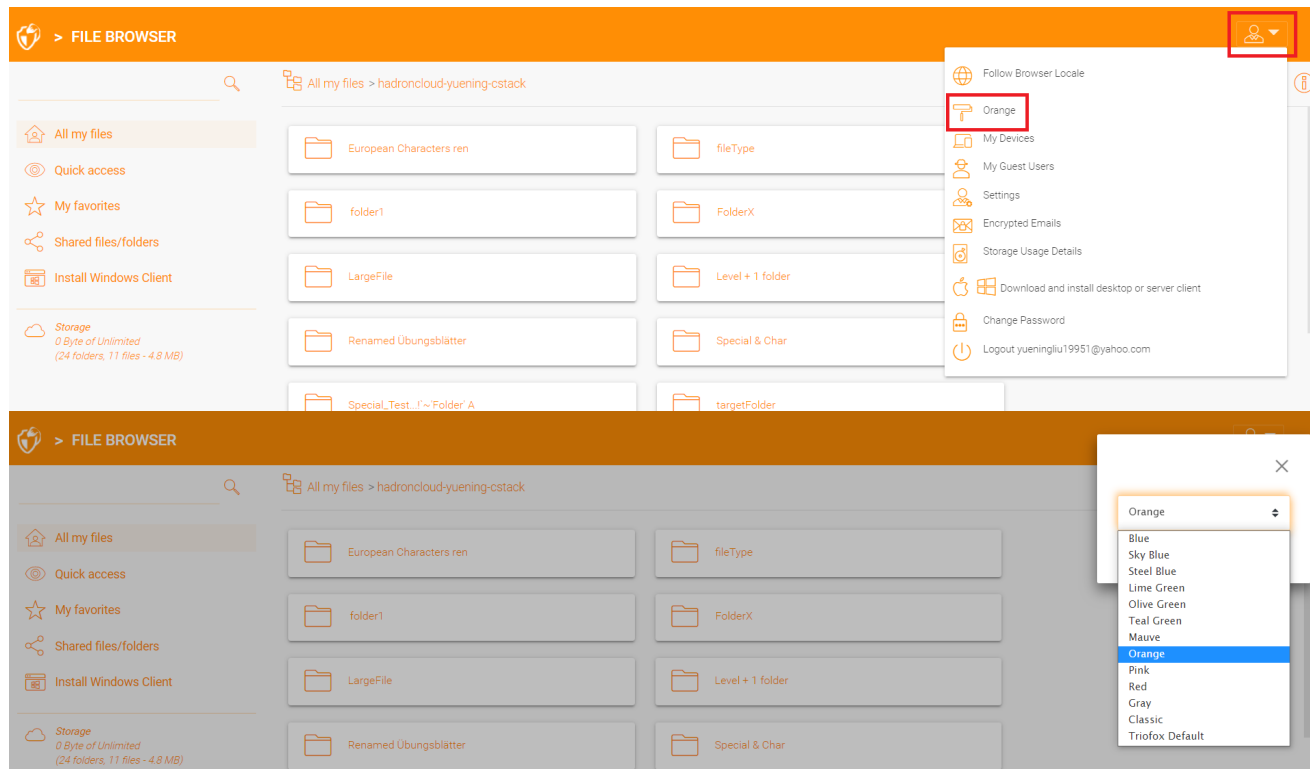 > FILE BROWSER
All my files > hadroncloud-yuening-cstack
All my files
Quick access
My favorites
Shared files/folders
Install Windows Client
Storage
0 Byte of Unlimited
(24 folders, 11 files - 4.8 MB)
European Characters ren
fileType
folder1
FolderX
LargeFile
Level + 1 folder
Renamed Übungsblätter
Special & Char
Special_Test...!`~'Folder' A
targetFolder
Follow Browser Locale
Orange
My Devices
My Guest Users
Settings
Encrypted Emails
Storage Usage Details
Download and install desktop or server client
Change Password
Logout yueningliu19951@yahoo.com
> FILE BROWSER
All my files > hadroncloud-yuening-cstack
All my files
Quick access
My favorites
Shared files/folders
Install Windows Client
Storage
0 Byte of Unlimited
(24 folders, 11 files - 4.8 MB)
European Characters ren
fileType
folder1
FolderX
LargeFile
Level + 1 folder
Renamed Übungsblätter
Special & Char
Orange
Blue
Sky Blue
Steel Blue
Lime Green
Olive Green
Teal Green
Mauve
Orange
Pink
Red
Gray
Classic
Triofox Default